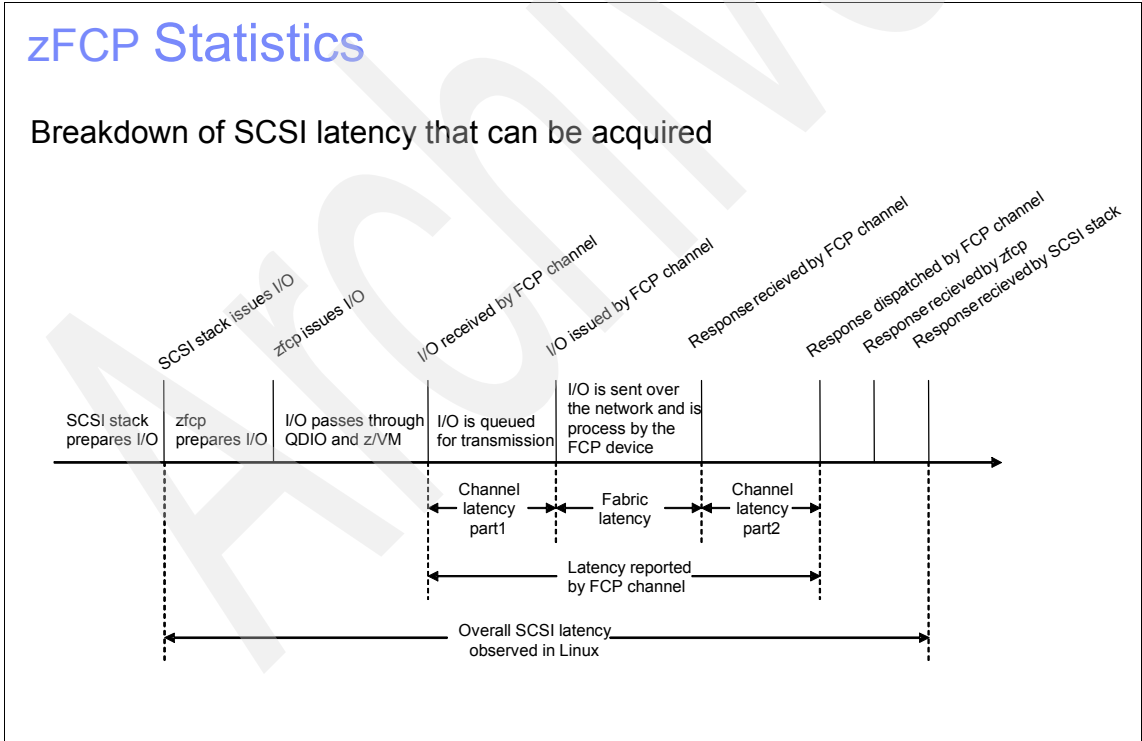 zFCP Statistics
Breakdown of SCSI latency that can be acquired
SCSI stack issues I/O
zfcp issues I/O
I/O received by FCP channel
I/O issued by FCP channel
Response recieved by FCP channel
Response dispatched by FCP channel
Response recieved by zfcp
Response recieved by SCSI stack
SCSI stack
prepares I/O
zfcp
prepares I/O
I/O passes through
QDIO and z/VM
I/O is queued
for transmission
I/O is sent over
the network and is
process by the
FCP device
Channel
latency
part1
Fabric
latency
Channel
latency
part2
Latency reported
by FCP channel
Overall SCSI latency
observed in Linux